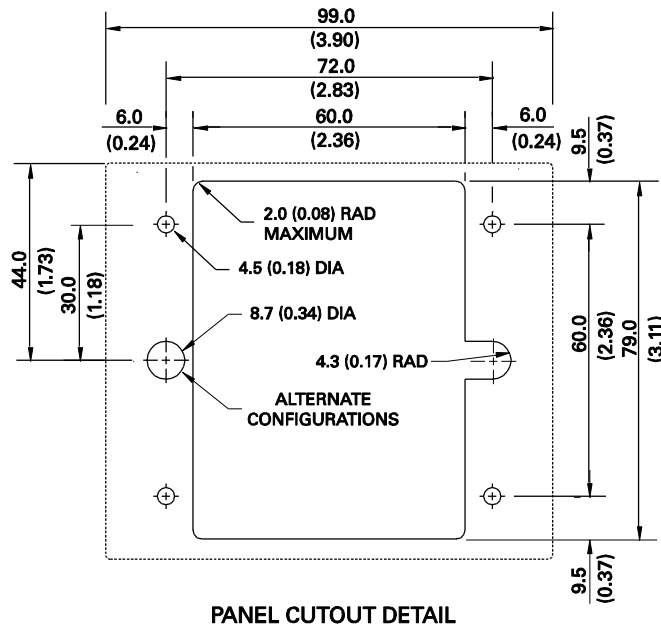 99.0
(3.90)
72.0
(2.83)
6.0
(0.24)
60.0
(2.36)
6.0
(0.24)
9.5
(0.37)
2.0 (0.08) RAD
MAXIMUM
4.5 (0.18) DIA
44.0
(1.73)
30.0
(1.18)
8.7 (0.34) DIA
4.3 (0.17) RAD
60.0
(2.36)
79.0
(3.11)
ALTERNATE
CONFIGURATIONS
9.5
(0.37)
PANEL CUTOUT DETAIL